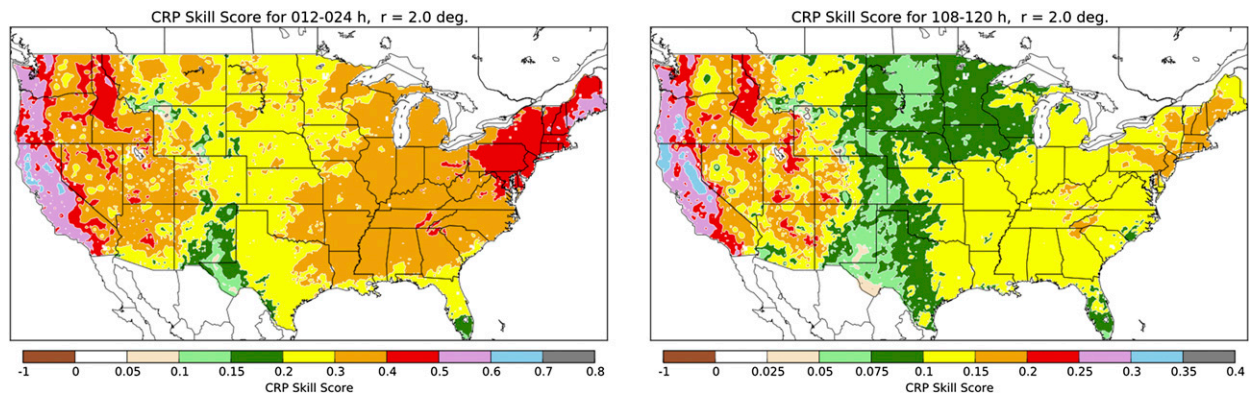 CRP Skill Score for 012-024 h, r = 2.0 deg.
-1 0 0.05 0.1 0.15 0.2 0.3 0.4 0.5 0.6 0.7 0.8
CRP Skill Score
CRP Skill Score for 108-120 h, r = 2.0 deg.
-1 0 0.025 0.05 0.075 0.1 0.15 0.2 0.25 0.3 0.35 0.4
CRP Skill Score